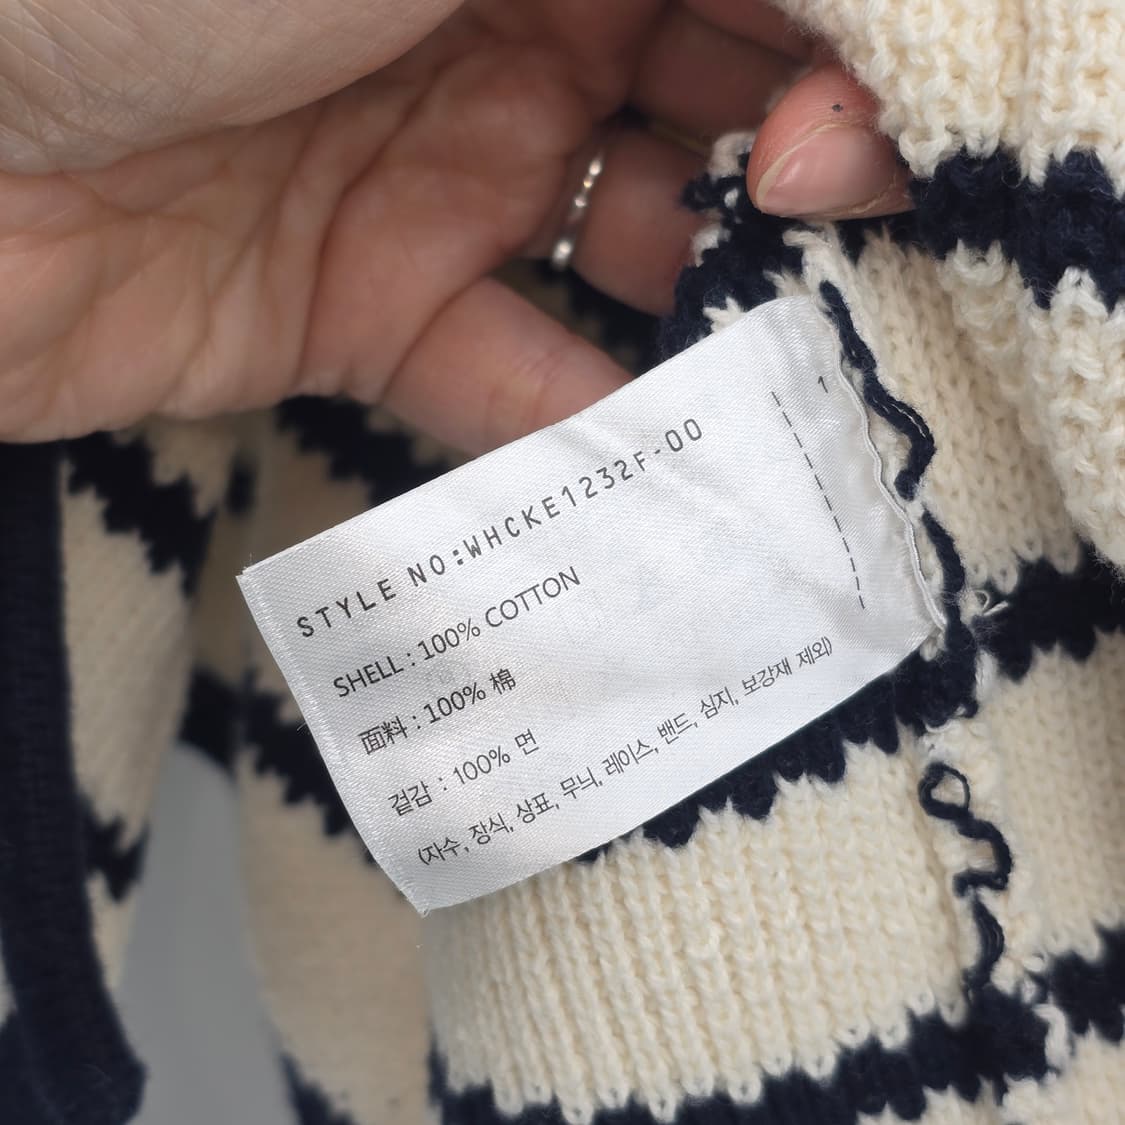 1
STYLE NO:WHCKE1232F-00
SHELL : 100% COTTON
面料 : 100% 棉
겉감 : 100% 면
(자수, 장식, 상표, 무늬, 레이스, 밴드, 심지, 보강재 제외)